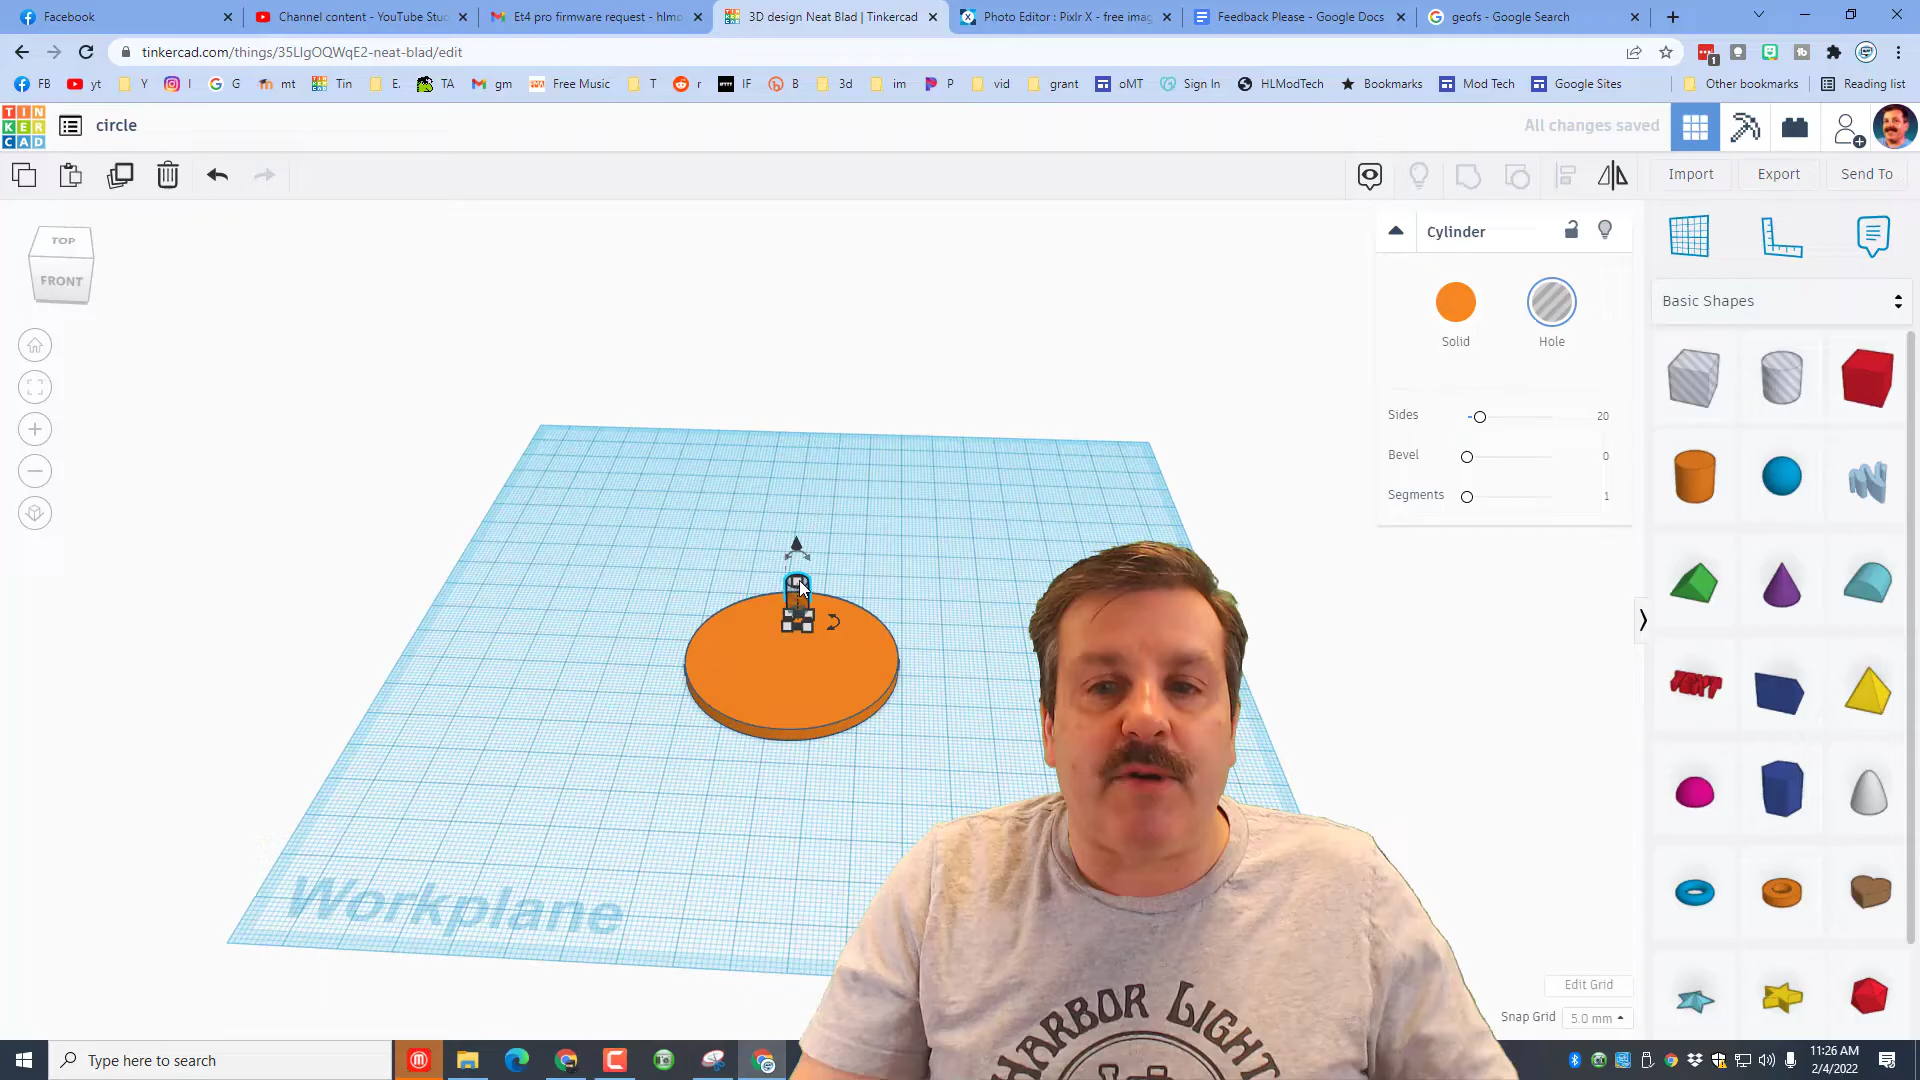 Facebook
Channel content - YouTube Stu
Et4 pro firmware request - hlmo
3D design Neat Blad | Tinkercad
Photo Editor : Pixlr X - free imag
Feedback Please - Google Docs
geofs - Google Search
tinkercad.com/things/35LlgOQWqE2-neat-blad/edit
FB
yt
Y
I
G
mt
Tin
E.
TA
gm
Free Music
T
r
IF
B
3d
im
P
vid
grant
oMT
Sign In
HLModTech
Bookmarks
Mod Tech
Google Sites
Other bookmarks
Reading list
TIN
KER
CAD
circle
All changes saved
Import
Export
Send To
TOP
FRONT
Cylinder
Solid
Hole
Sides 20
Bevel 0
Segments 1
Basic Shapes
TEXT
Workplane
Edit Grid
Snap Grid 5.0 mm
HARBOR LIGHT
Type here to search
11:26 AM
2/4/2022